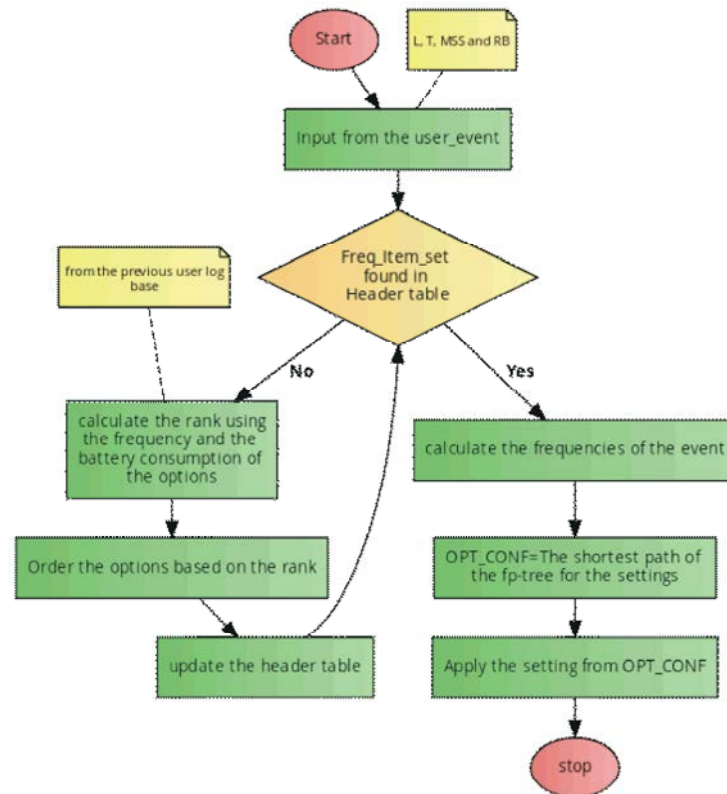 Start
L, T, MSS and RB
Input from the user_event
Freq_Item_set
found in
Header table
from the previous user log
base
No
Yes
calculate the rank using
the frequency and the
battery consumption of
the options
calculate the frequencies of the event
Order the options based on the rank
OPT_CONF=The shortest path of
the fp-tree for the settings
update the header table
Apply the setting from OPT_CONF
stop